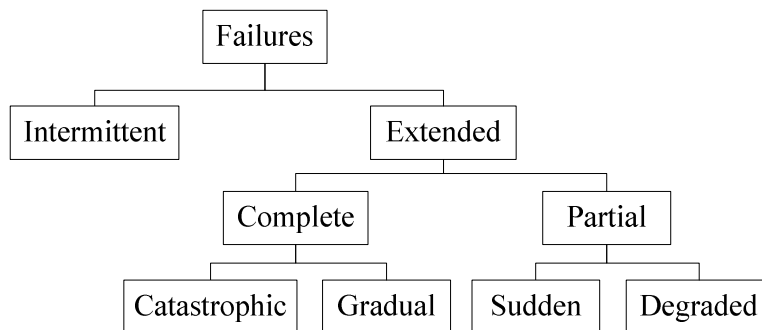 Failures
Intermittent
Extended
Complete
Partial
Catastrophic
Gradual
Sudden
Degraded